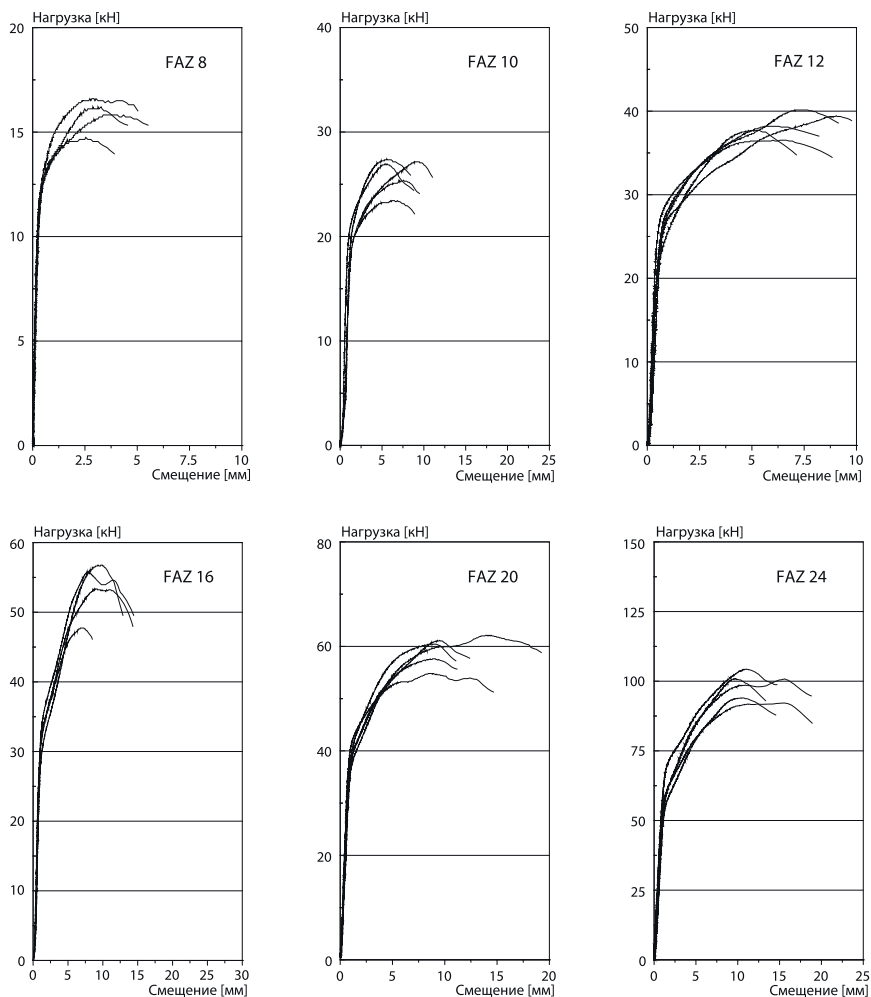 Нагрузка [кН]
FAZ 8
20
15
10
5
0
0 2.5 5 7.5 10
Смещение [мм]
Нагрузка [кН]
FAZ 10
40
30
20
10
0
0 5 10 15 20 25
Смещение [мм]
Нагрузка [кН]
FAZ 12
50
40
30
20
10
0
0 2.5 5 7.5 10
Смещение [мм]
Нагрузка [кН]
FAZ 16
60
50
40
30
20
10
0
0 5 10 15 20 25 30
Смещение [мм]
Нагрузка [кН]
FAZ 20
80
60
40
20
0
0 5 10 15 20
Смещение [мм]
Нагрузка [кН]
FAZ 24
150
125
100
75
50
25
0
0 5 10 15 20 25
Смещение [мм]